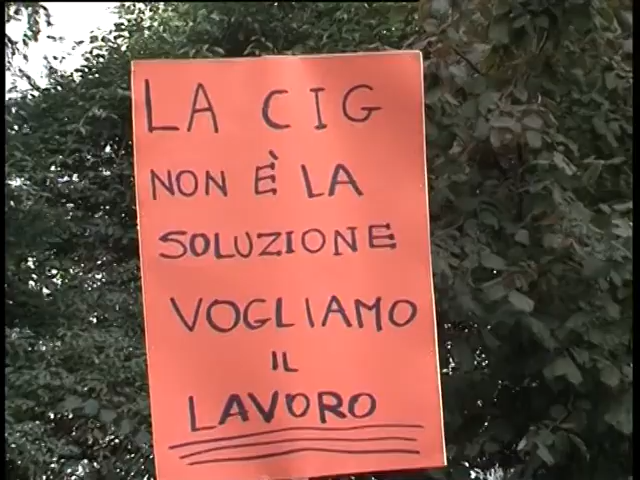 LA CIG
NON È LA
SOLUZIONE
VOGLIAMO
IL
LAVORO